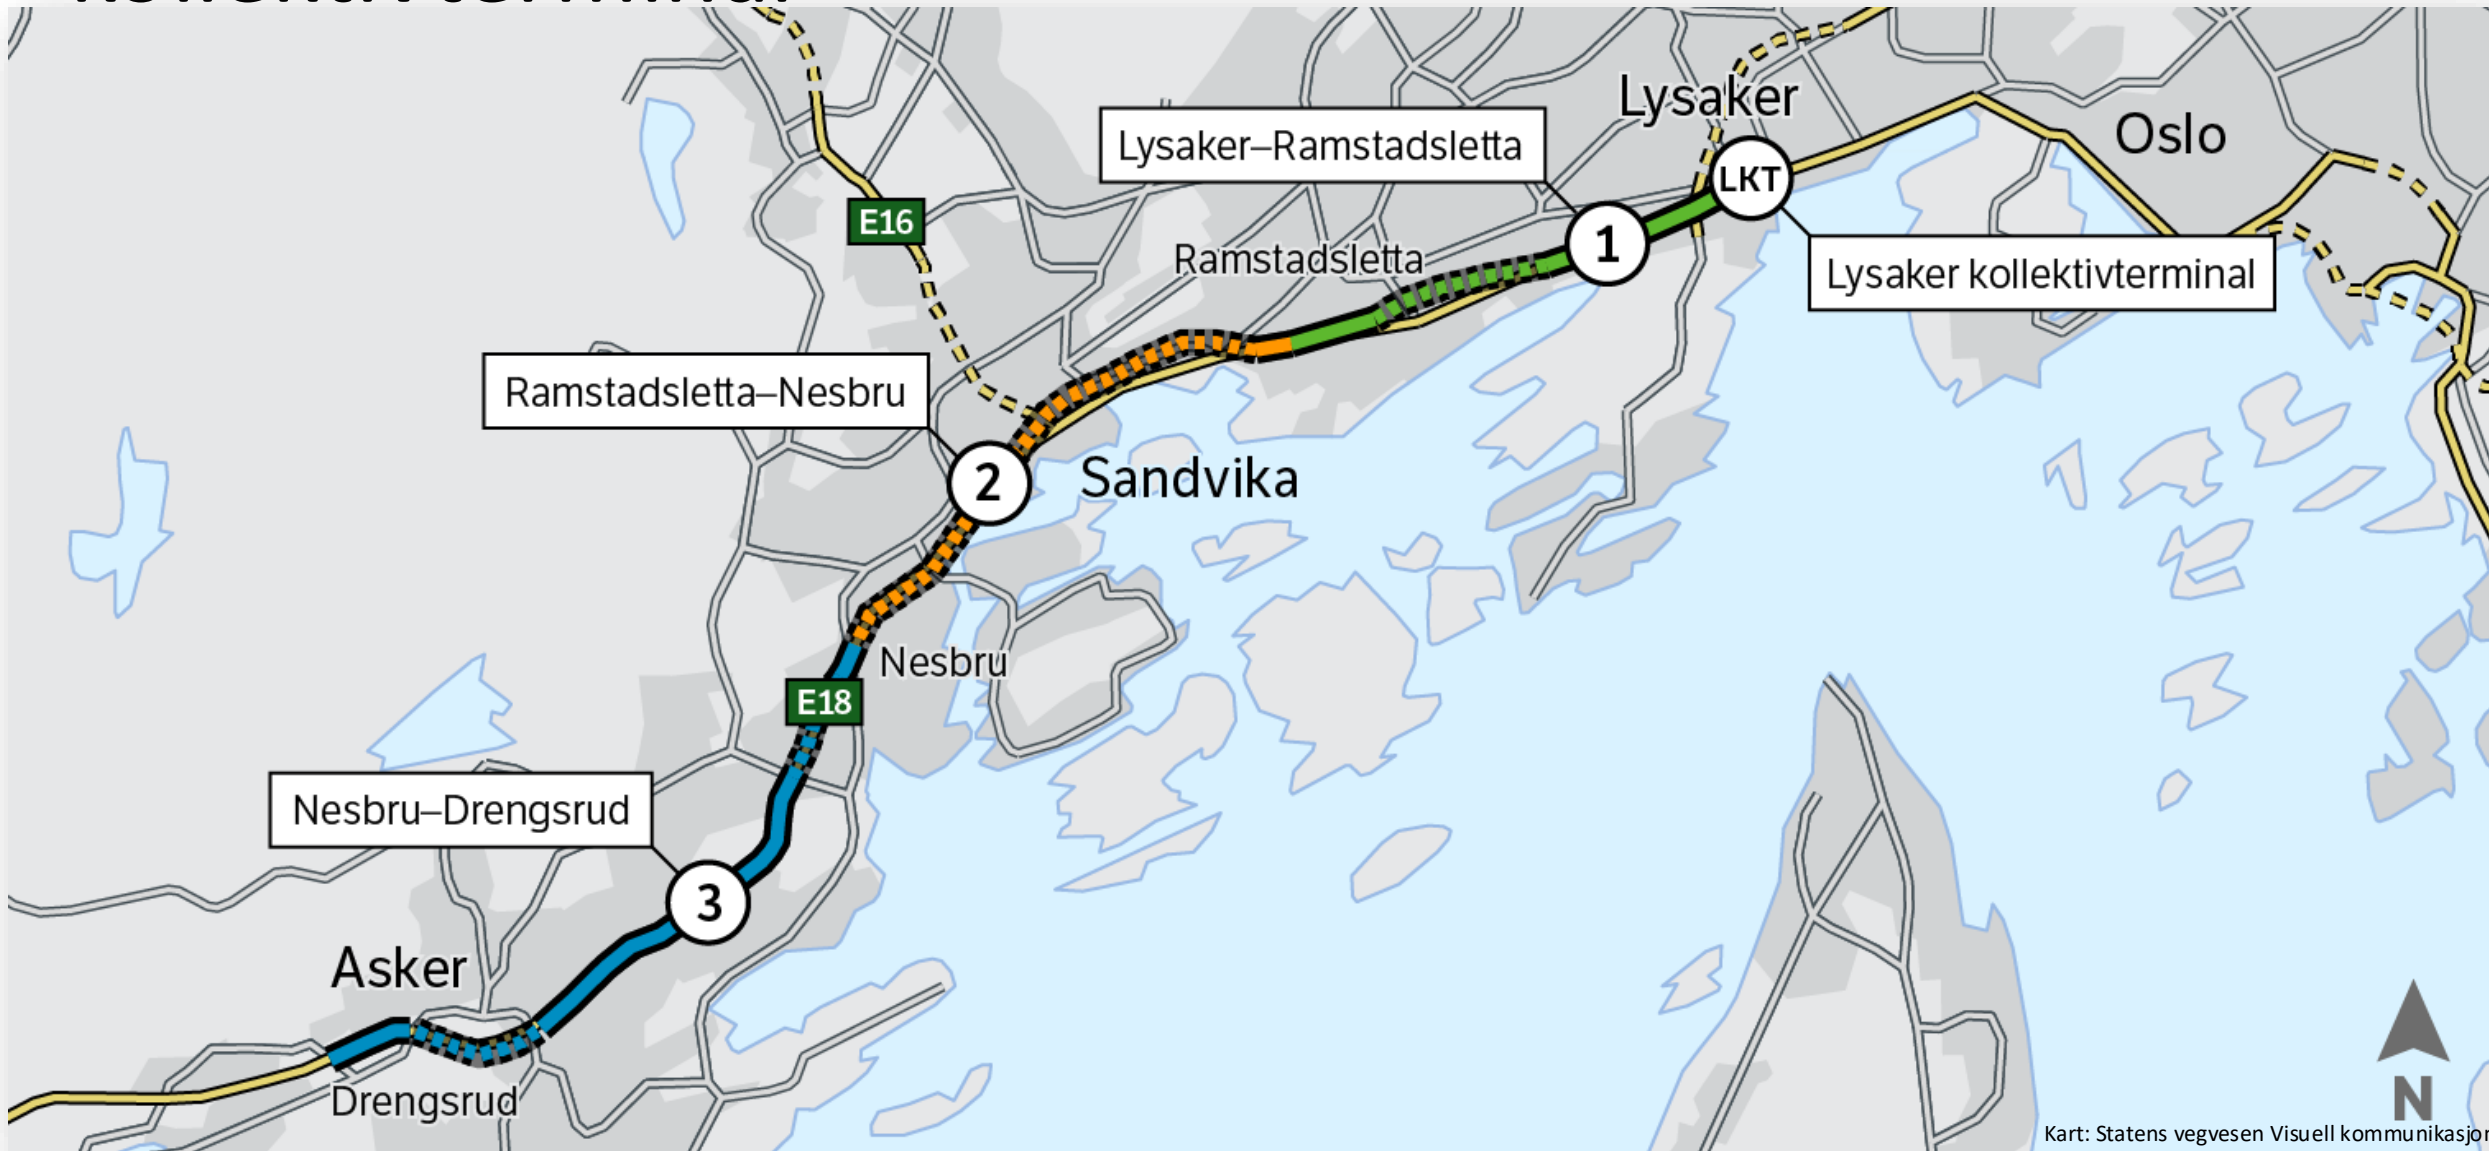 Lysaker
Oslo
Lysaker–Ramstadsletta
LKT
E16
1
Ramstadsletta
Lysaker kollektivterminal
Ramstadsletta–Nesbru
2
Sandvika
Nesbru
E18
Nesbru–Drengsrud
3
Asker
Drengsrud
N
Kart: Statens vegvesen Visuell kommunikasjon